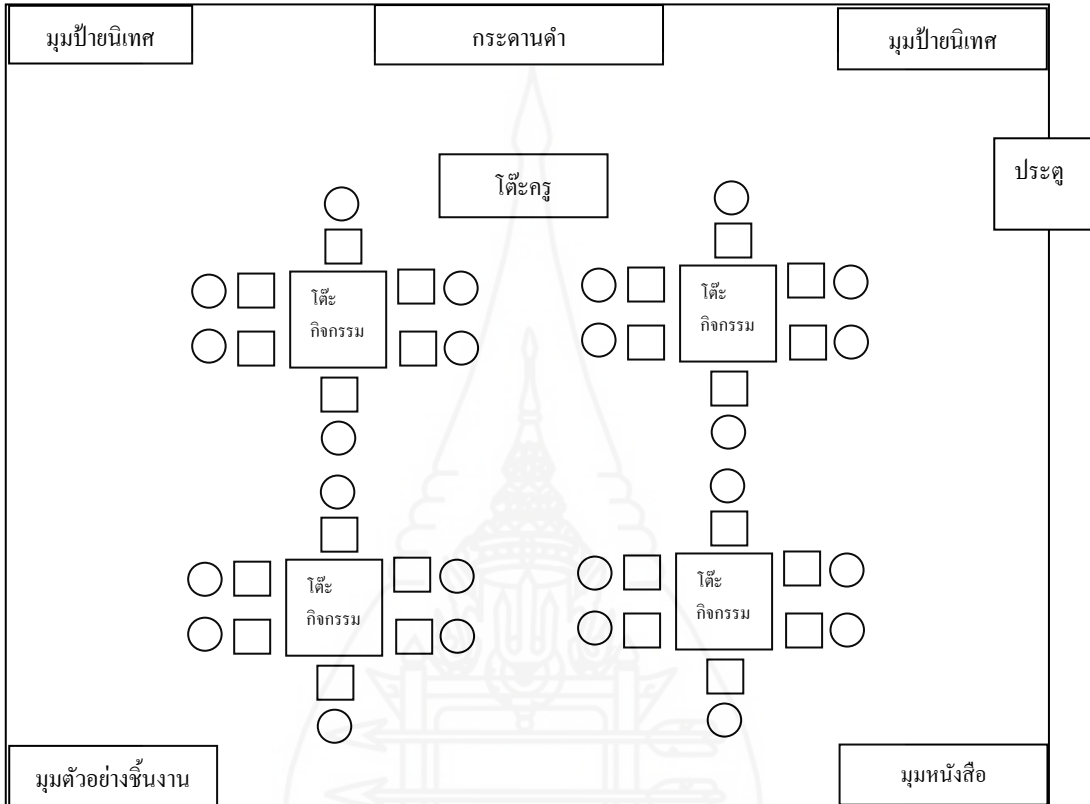 มุมป้ายนิเทศ
กระดานดำ
มุมป้ายนิเทศ
ประตู
โต๊ะครู
โต๊ะ
กิจกรรม
โต๊ะ
กิจกรรม
โต๊ะ
กิจกรรม
โต๊ะ
กิจกรรม
มุมตัวอย่างชิ้นงาน
มุมหนังสือ